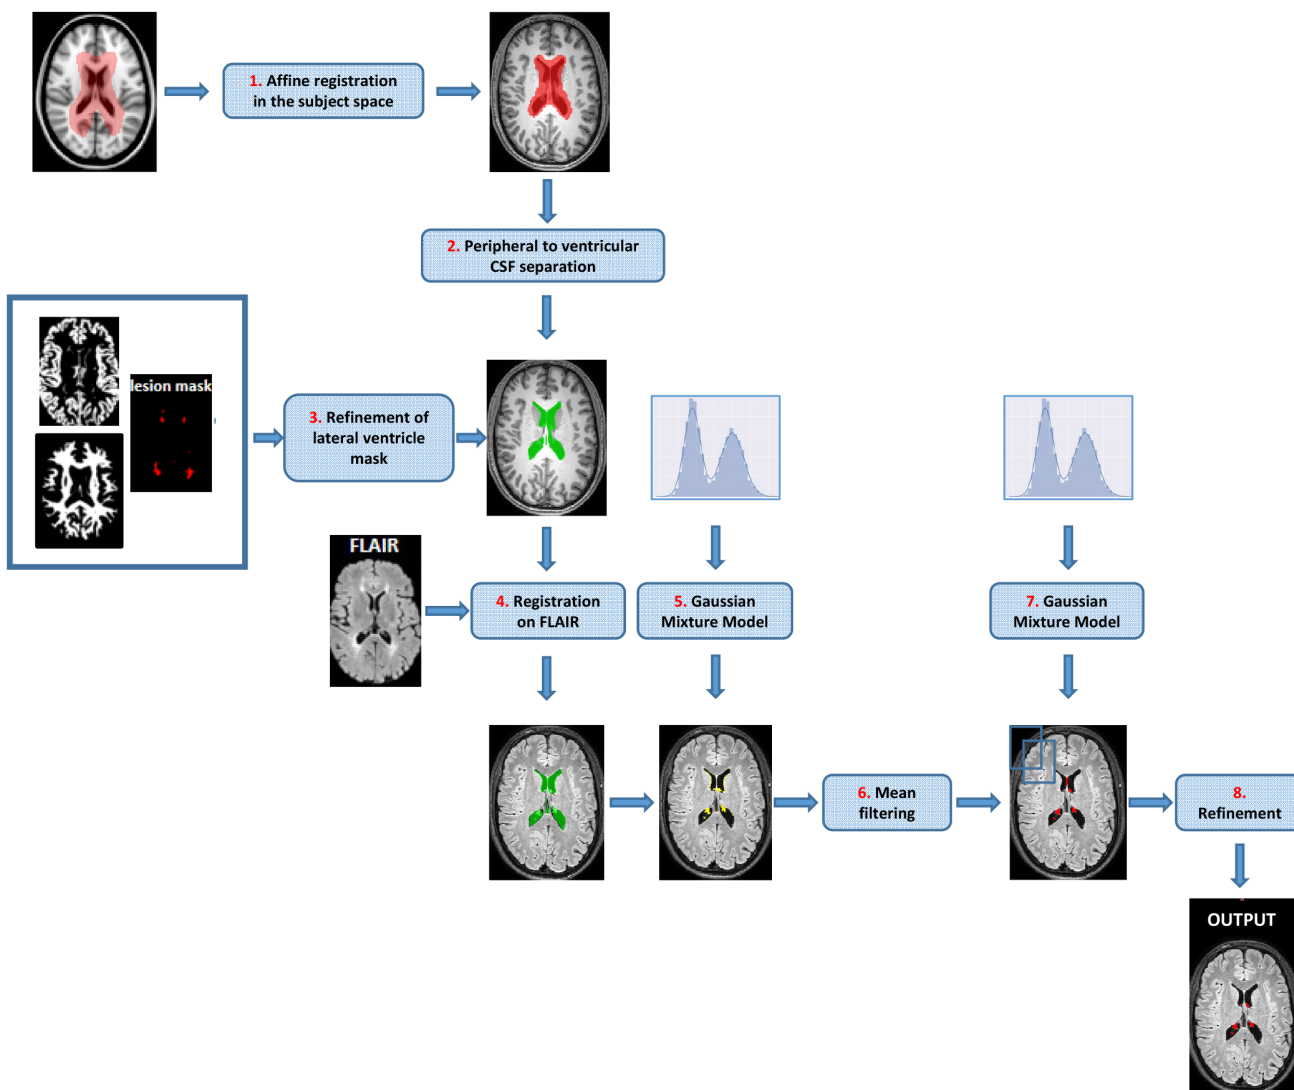 1. Affine registration
in the subject space
2. Peripheral to ventricular
CSF separation
lesion mask
3. Refinement of
lateral ventricle
mask
FLAIR
4. Registration
on FLAIR
5. Gaussian
Mixture Model
7. Gaussian
Mixture Model
6. Mean
filtering
8.
Refinement
OUTPUT